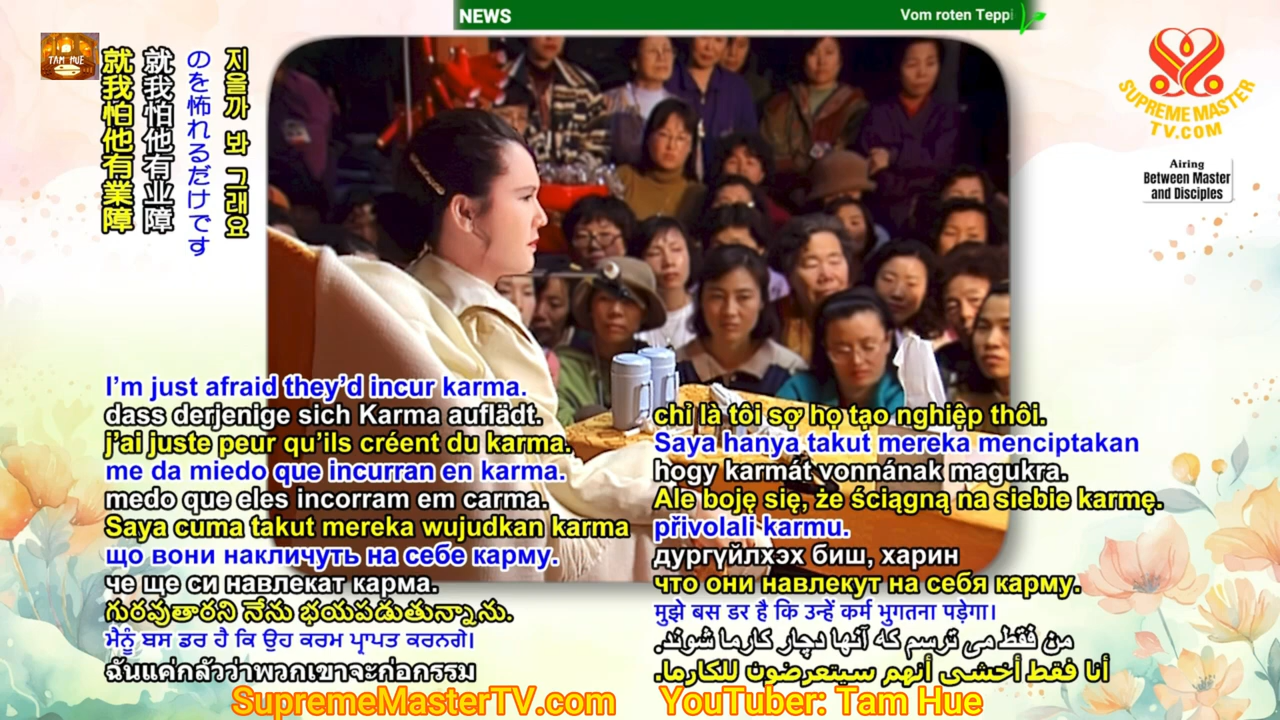 NEWS
Vom roten Teppi
TAM HUE
就我怕他有業障
就我怕他有业障
のを怖れるだけです
지을까 봐 그래요
SUPREME MASTER
TV.COM
Airing
Between Master
and Disciples
I'm just afraid they'd incur karma.
dass derjenige sich Karma auflädt.
j'ai juste peur qu'ils créent du karma.
me da miedo que incurran en karma.
medo que eles incorram em carma.
Saya cuma takut mereka wujudkan karma
що вони накличуть на себе карму.
че ще си навлекат карма.
గురవుతారని నేను భయపడుతున్నాను.
ਮੈਨੂੰ ਬਸ ਡਰ ਹੈ ਕਿ ਉਹ ਕਰਮ ਪ੍ਰਾਪਤ ਕਰਨਗੇ।
ฉันแค่กลัวว่าพวกเขาจะก่อกรรม
chỉ là tôi sợ họ tạo nghiệp thôi.
Saya hanya takut mereka menciptakan
hogy karmát vonnának magukra.
Ale boję się, że ściągną na siebie karmę.
přivolali karmu.
дургүйлхэх биш, харин
что они навлекут на себя карму.
मुझे बस डर है कि उन्हें कर्म भुगतना पड़ेगा।
من فقط می ترسم که آنها دچار کارما شوند.
أنا فقط أخشى أنهم سيتعرضون للكارما.
SupremeMasterTV.com
YouTuber: Tam Hue